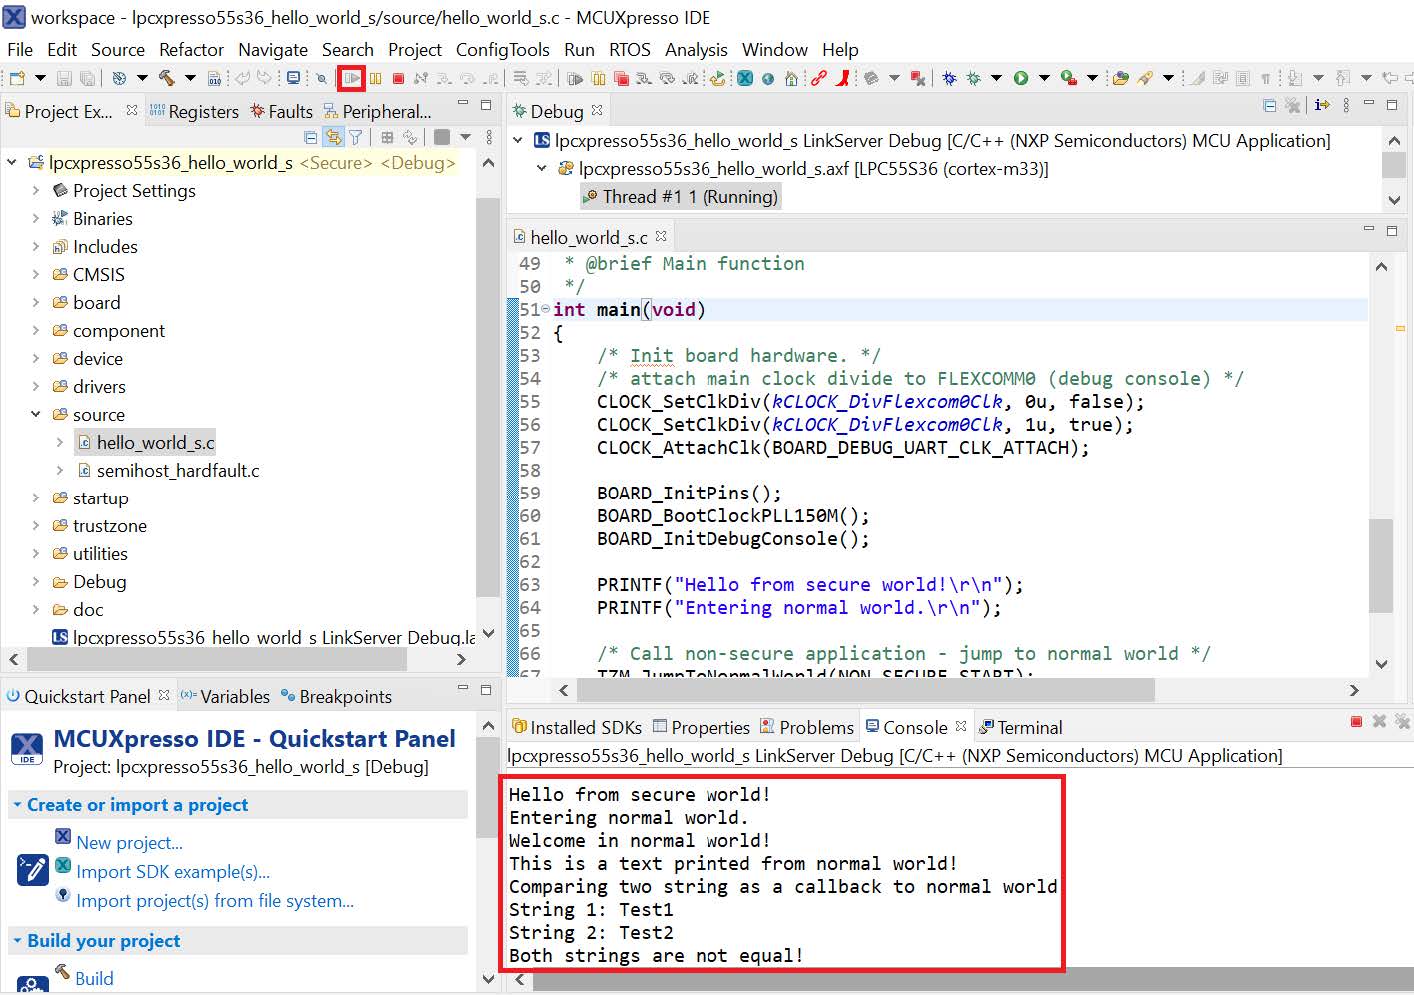 workspace - lpcxpresso55s36_hello_world_s/source/hello_world_s.c - MCUXpresso IDE
File Edit Source Refactor Navigate Search Project ConfigTools Run RTOS Analysis Window Help
Project Ex... Registers Faults Peripheral...
lpcxpresso55s36_hello_world_s <Secure> <Debug>
Project Settings
Binaries
Includes
CMSIS
board
component
device
drivers
source
hello_world_s.c
semihost_hardfault.c
startup
trustzone
utilities
Debug
doc
LS lpcxpresso55s36_hello_world_s LinkServer Debug.la
Debug
LS lpcxpresso55s36_hello_world_s LinkServer Debug [C/C++ (NXP Semiconductors) MCU Application]
lpcxpresso55s36_hello_world_s.axf [LPC55S36 (cortex-m33)]
Thread #1 1 (Running)
hello_world_s.c
49 * @brief Main function
50 */
51 int main(void)
52 {
53 /* Init board hardware. */
54 /* attach main clock divide to FLEXCOMM0 (debug console) */
55 CLOCK_SetClkDiv(kCLOCK_DivFlexcom0Clk, 0u, false);
56 CLOCK_SetClkDiv(kCLOCK_DivFlexcom0Clk, 1u, true);
57 CLOCK_AttachClk(BOARD_DEBUG_UART_CLK_ATTACH);
58
59 BOARD_InitPins();
60 BOARD_BootClockPLL150M();
61 BOARD_InitDebugConsole();
62
63 PRINTF("Hello from secure world!\r\n");
64 PRINTF("Entering normal world.\r\n");
65
66 /* Call non-secure application - jump to normal world */
67 TZM_JumpToNormalWorld(NON_SECURE_START);
Quickstart Panel (x)= Variables Breakpoints
IDE
MCUXpresso IDE - Quickstart Panel
Project: lpcxpresso55s36_hello_world_s [Debug]
Create or import a project
New project...
Import SDK example(s)...
Import project(s) from file system...
Build your project
Build
Installed SDKs Properties Problems Console Terminal
lpcxpresso55s36_hello_world_s LinkServer Debug [C/C++ (NXP Semiconductors) MCU Application]
Hello from secure world!
Entering normal world.
Welcome in normal world!
This is a text printed from normal world!
Comparing two string as a callback to normal world
String 1: Test1
String 2: Test2
Both strings are not equal!